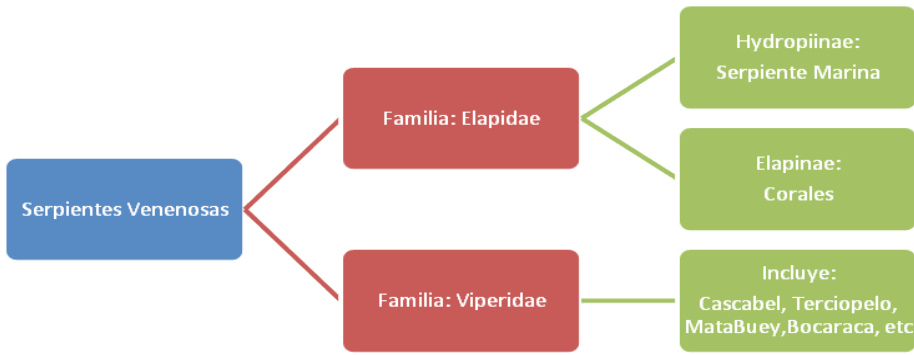 Serpientes Venenosas
Familia: Elapidae
Hydropiinae:
Serpiente Marina
Elapinae:
Corales
Familia: Viperidae
Incluye:
Cascabel, Terciopelo,
MataBuey,Bocaraca, etc